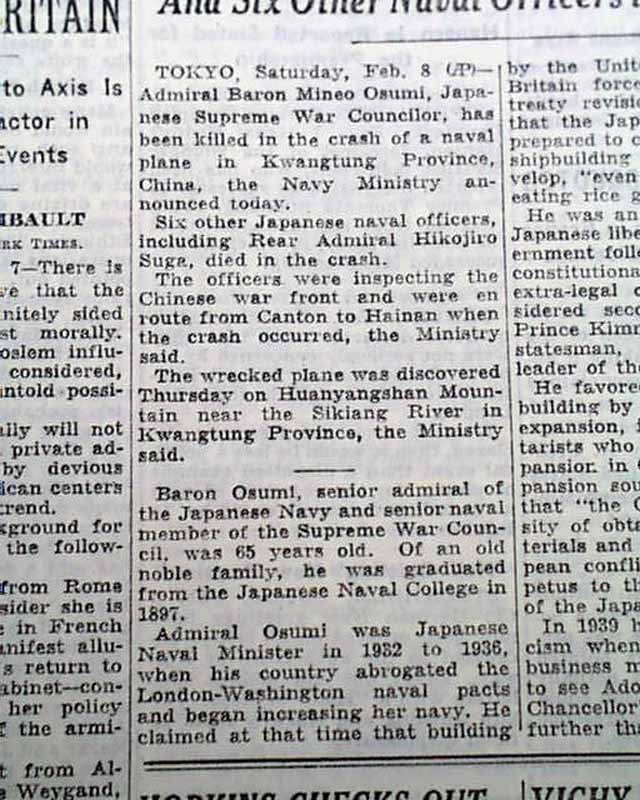 RITAIN
to Axis Is
actor in
Events
MBAULT
RK TIMES.
7—There is
ve that the
nitely sided
st morally.
oslem influ-
considered,
untold possi-
ally will not
private ad-
by devious
ican centers
trend.
kground for
the follow-
from Rome
sider she is
e in French
anifest allu-
s return to
abinet—con-
her policy
f the armi-
t from Al-
e Weygand,
And Six Other Naval Officers
TOKYO, Saturday, Feb. 8 (AP)—
Admiral Baron Mineo Osumi, Japa-
nese Supreme War Councilor, has
been killed in the crash of a naval
plane in Kwangtung Province,
China, the Navy Ministry an-
nounced today.
Six other Japanese naval officers,
including Rear Admiral Hikojiro
Suga, died in the crash.
The officers were inspecting the
Chinese war front and were en
route from Canton to Hainan when
the crash occurred, the Ministry
said.
The wrecked plane was discovered
Thursday on Huanyangshan Moun-
tain near the Sikiang River in
Kwangtung Province, the Ministry
said.
Baron Osumi, senior admiral of
the Japanese Navy and senior naval
member of the Supreme War Coun-
cil, was 65 years old. Of an old
noble family, he was graduated
from the Japanese Naval College in
1897.
Admiral Osumi was Japanese
Naval Minister in 1932 to 1936,
when his country abrogated the
London-Washington naval pacts
and began increasing her navy. He
claimed at that time that building
HOPKINS CHECKS OUT
by the Unite
Britain force
treaty revisi
that the Jap
prepared to c
shipbuilding
velop, "even
eating rice g
He was an
Japanese libe
ernment foll
constitutiona
extra-legal c
sidered seco
Prince Kimm
statesman,
leader of the
He favore
building by
expansion, i
tarists who
pansion in
pansion sou
that "the C
sity of obta
terials and
pean confli
petus to th
of the Japa
In 1939 h
cism when
business m
to see Ado
Chancellor'
further tha
VICHY